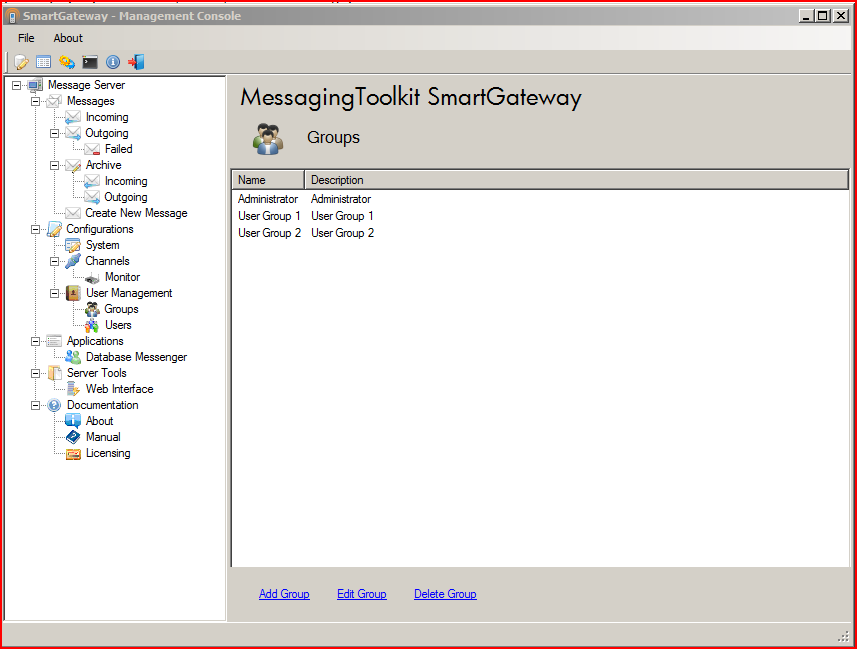 SmartGateway - Management Console
File About
Message Server
Messages
Incoming
Outgoing
Failed
Archive
Incoming
Outgoing
Create New Message
Configurations
System
Channels
Monitor
User Management
Groups
Users
Applications
Database Messenger
Server Tools
Web Interface
Documentation
About
Manual
Licensing
MessagingToolkit SmartGateway
Groups
Name Description
Administrator Administrator
User Group 1 User Group 1
User Group 2 User Group 2
Add Group Edit Group Delete Group